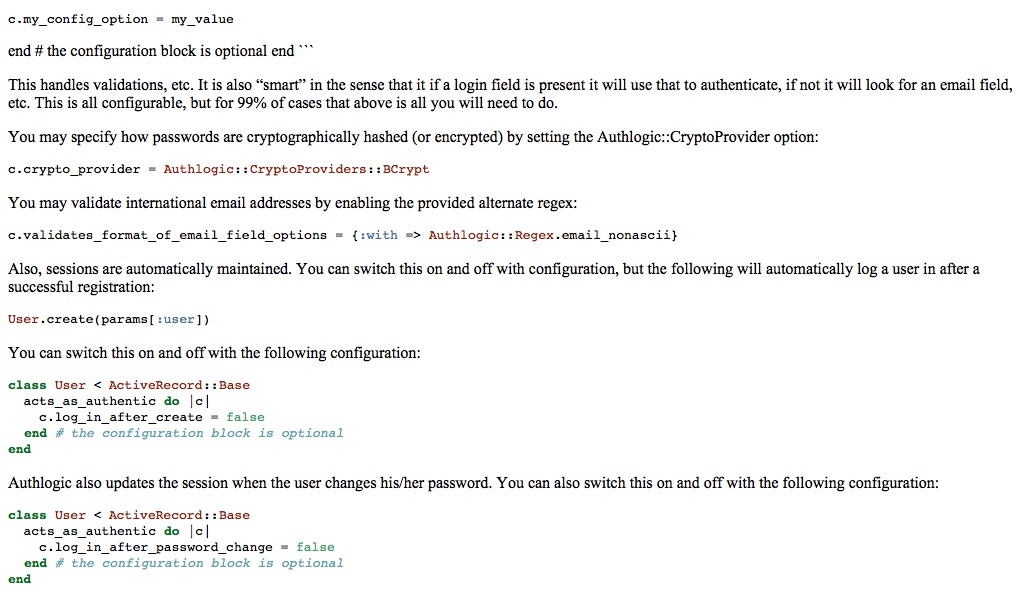 c.my_config_option = my_value
end # the configuration block is optional end ```
This handles validations, etc. It is also “smart” in the sense that it if a login field is present it will use that to authenticate, if not it will look for an email field,
etc. This is all configurable, but for 99% of cases that above is all you will need to do.
You may specify how passwords are cryptographically hashed (or encrypted) by setting the Authlogic::CryptoProvider option:
c.crypto_provider = Authlogic::CryptoProviders::BCrypt
You may validate international email addresses by enabling the provided alternate regex:
c.validates_format_of_email_field_options = {:with => Authlogic::Regex.email_nonascii}
Also, sessions are automatically maintained. You can switch this on and off with configuration, but the following will automatically log a user in after a
successful registration:
User.create(params[:user])
You can switch this on and off with the following configuration:
class User < ActiveRecord::Base
  acts_as_authentic do |c|
    c.log_in_after_create = false
  end # the configuration block is optional
end
Authlogic also updates the session when the user changes his/her password. You can also switch this on and off with the following configuration:
class User < ActiveRecord::Base
  acts_as_authentic do |c|
    c.log_in_after_password_change = false
  end # the configuration block is optional
end